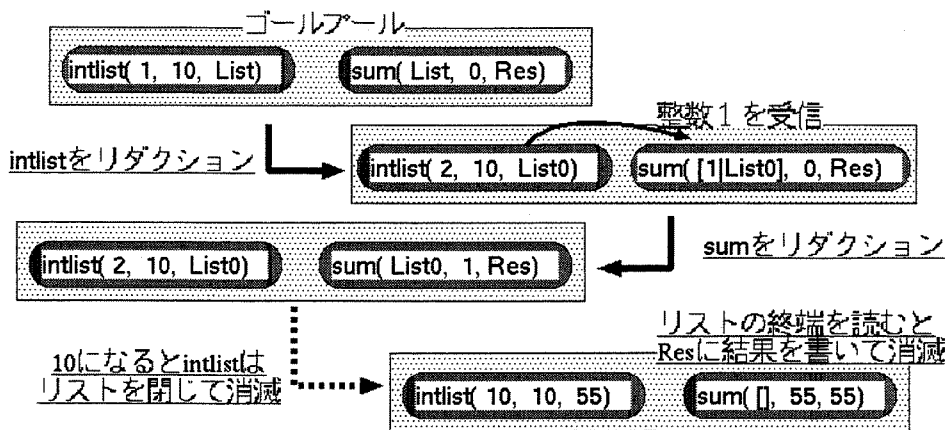 ゴールプール
intlist( 1, 10, List)
sum( List, 0, Res)
整数1を受信
intlistをリダクション
intlist( 2, 10, List0)
sum( [1|List0], 0, Res)
sumをリダクション
intlist( 2, 10, List0)
sum( List0, 1, Res)
リストの終端を読むと
Resに結果を書いて消滅
10になるとintlistは
リストを閉じて消滅
intlist( 10, 10, 55)
sum( [], 55, 55)